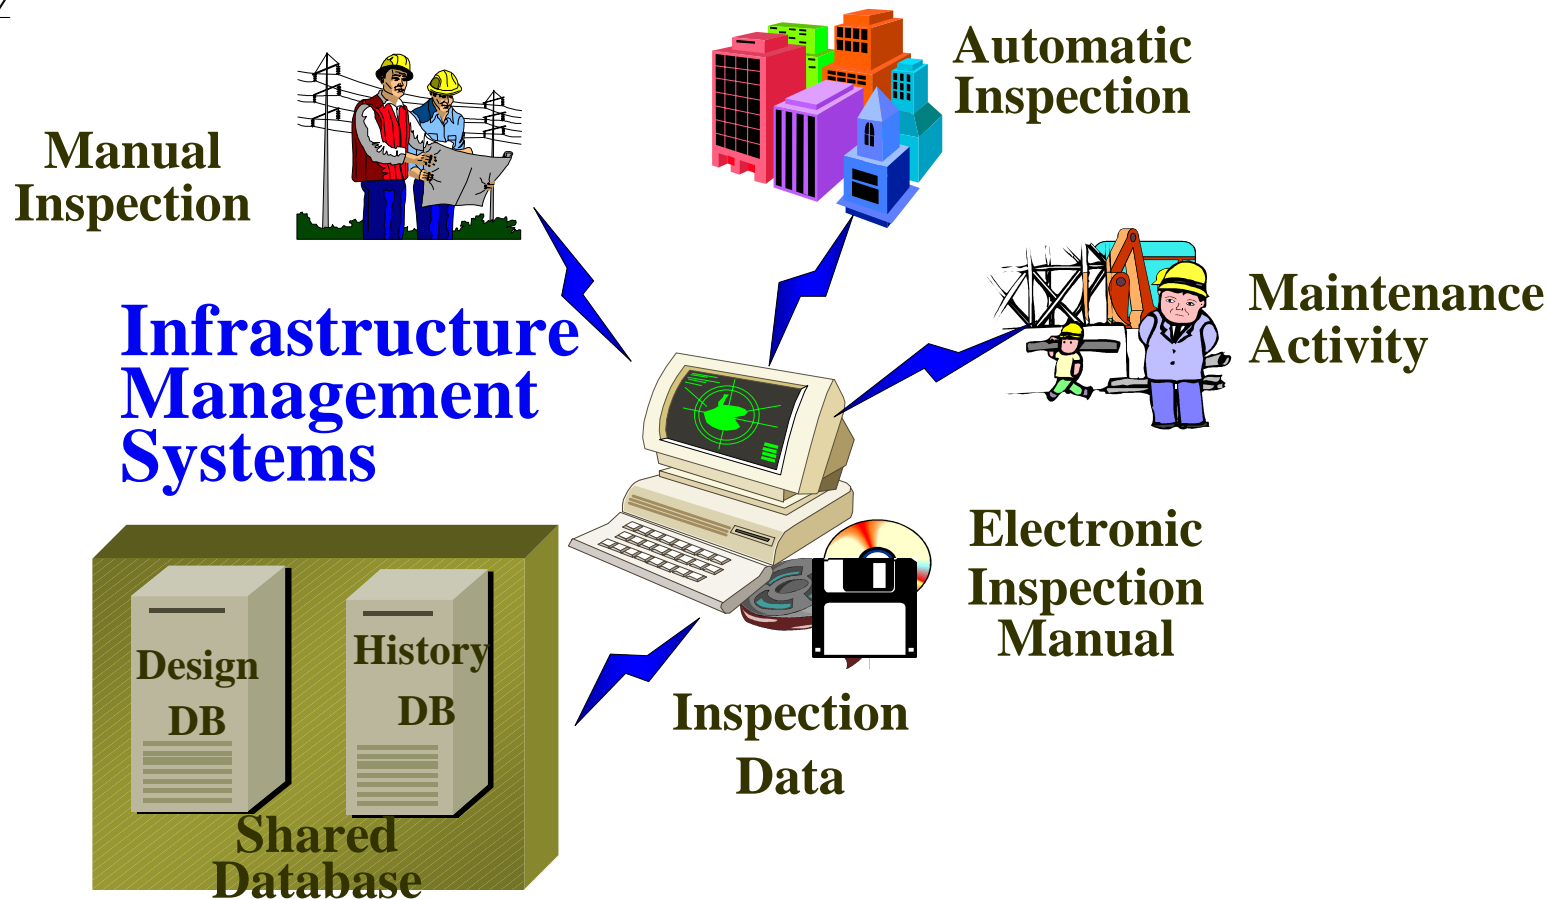 Automatic
Inspection
Manual
Inspection
Maintenance
Activity
Infrastructure
Management
Systems
Electronic
Inspection
Manual
Design
DB
History
DB
Inspection
Data
Shared
Database